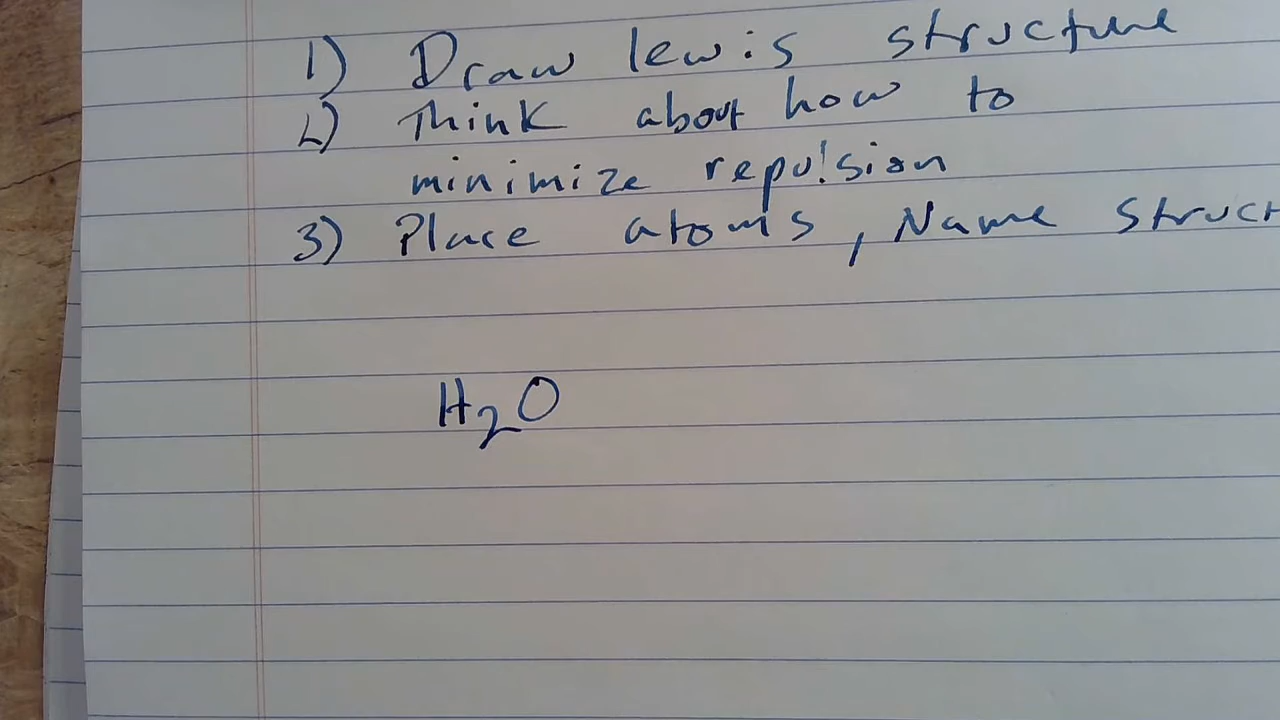 1) Draw lewis structure
2) Think about how to
minimize repulsion
3) Place atoms, Name struct
H2O